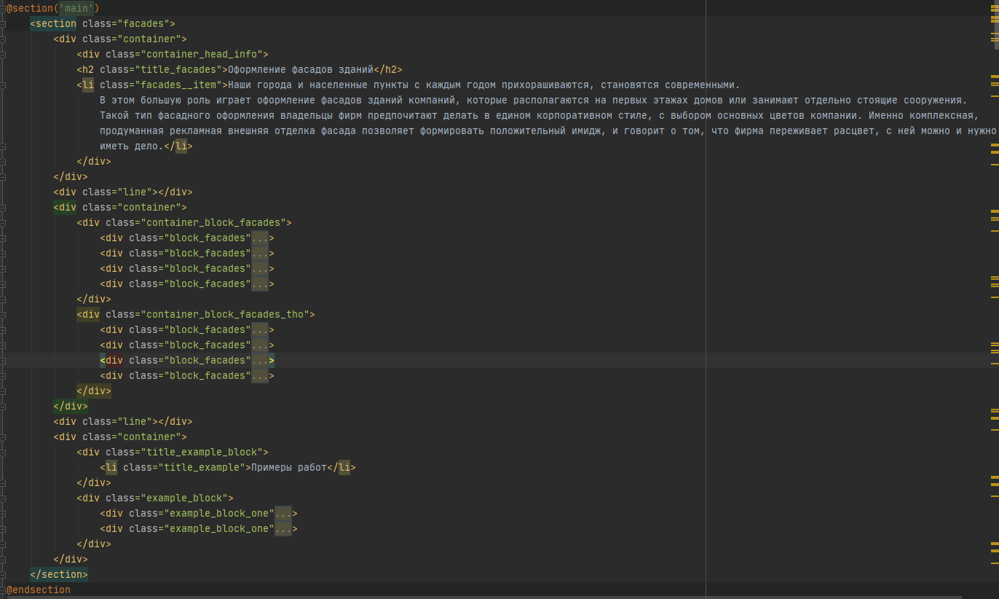 @section('main')
<section class="facades">
<div class="container">
<div class="container_head_info">
<h2 class="title_facades">Оформление фасадов зданий</h2>
<li class="facades__item">Наши города и населенные пункты с каждым годом прихорашиваются, становятся современными.
В этом большую роль играет оформление фасадов зданий компаний, которые располагаются на первых этажах домов или занимают отдельно стоящие сооружения.
Такой тип фасадного оформления владельцы фирм предпочитают делать в едином корпоративном стиле, с выбором основных цветов компании. Именно комплексная,
продуманная рекламная внешняя отделка фасада позволяет формировать положительный имидж, и говорит о том, что фирма переживает расцвет, с ней можно и нужно
иметь дело.</li>
</div>
</div>
<div class="line"></div>
<div class="container">
<div class="container_block_facades">
<div class="block_facades"...>
<div class="block_facades"...>
<div class="block_facades"...>
<div class="block_facades"...>
</div>
<div class="container_block_facades_tho">
<div class="block_facades"...>
<div class="block_facades"...>
<div class="block_facades"...>
<div class="block_facades"...>
</div>
</div>
<div class="line"></div>
<div class="container">
<div class="title_example_block">
<li class="title_example">Примеры работ</li>
</div>
<div class="example_block">
<div class="example_block_one"...>
<div class="example_block_one"...>
</div>
</div>
</section>
@endsection